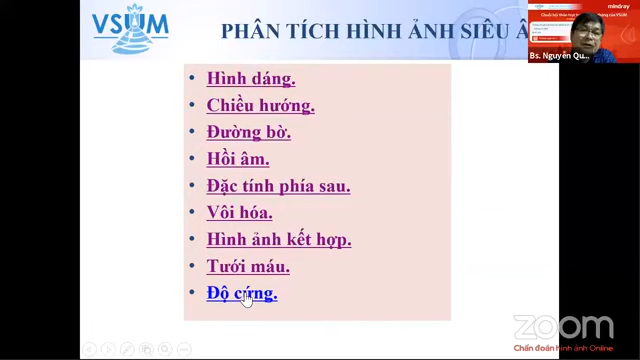 VSUM
PHÂN TÍCH HÌNH ẢNH SIÊU Â
mindray
Bs. Nguyễn Qu...
• Hình dáng.
• Chiều hướng.
• Đường bờ.
• Hồi âm.
• Đặc tính phía sau.
• Vôi hóa.
• Hình ảnh kết hợp.
• Tưới máu.
• Độ cứng.
zoom
Chẩn đoán hình ảnh Online